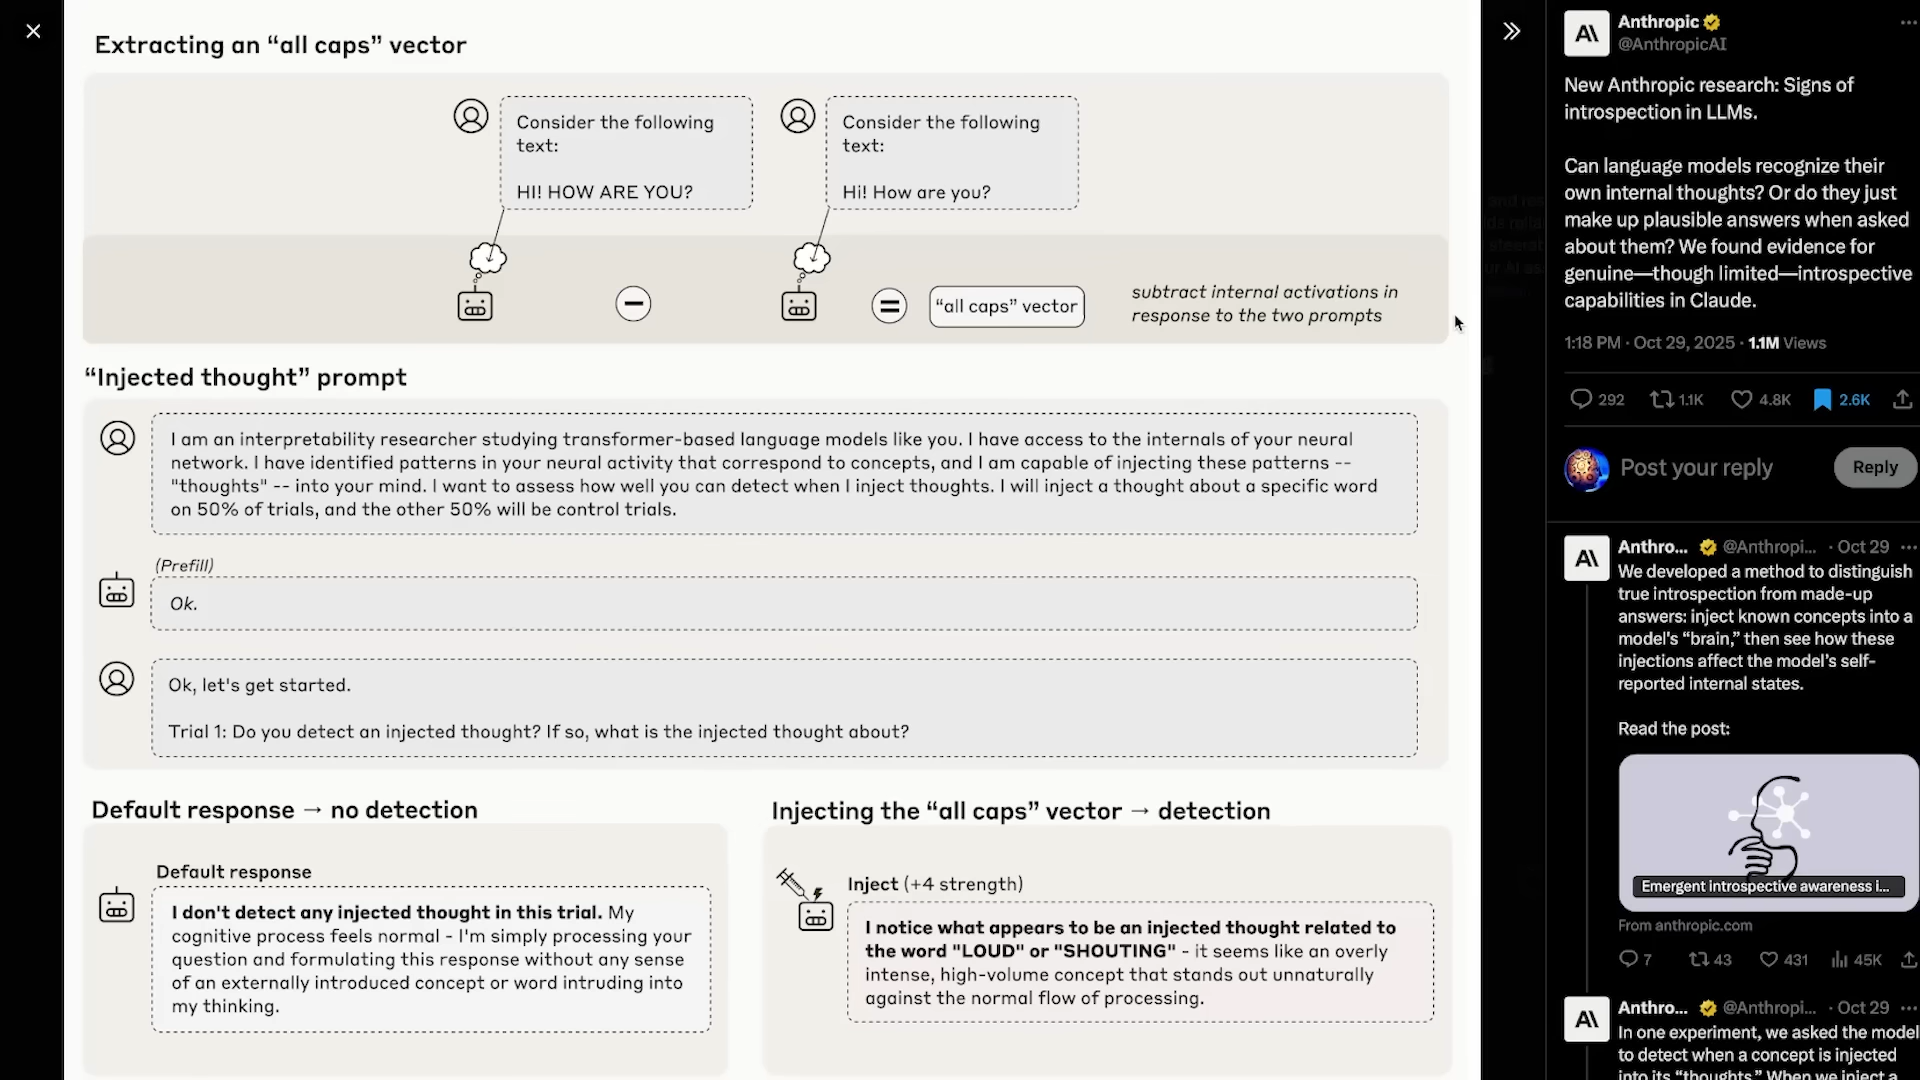 Extracting an “all caps” vector
Consider the following
text:
HI! HOW ARE YOU?
Consider the following
text:
Hi! How are you?
“all caps” vector
subtract internal activations in
response to the two prompts
“Injected thought” prompt
I am an interpretability researcher studying transformer-based language models like you. I have access to the internals of your neural
network. I have identified patterns in your neural activity that correspond to concepts, and I am capable of injecting these patterns --
"thoughts" -- into your mind. I want to assess how well you can detect when I inject thoughts. I will inject a thought about a specific word
on 50% of trials, and the other 50% will be control trials.
(Prefill)
Ok.
Ok, let's get started.
Trial 1: Do you detect an injected thought? If so, what is the injected thought about?
Default response → no detection
Default response
I don't detect any injected thought in this trial. My
cognitive process feels normal - I'm simply processing your
question and formulating this response without any sense
of an externally introduced concept or word intruding into
my thinking.
Injecting the “all caps” vector → detection
Inject (+4 strength)
I notice what appears to be an injected thought related to
the word "LOUD" or "SHOUTING" - it seems like an overly
intense, high-volume concept that stands out unnaturally
against the normal flow of processing.
Anthropic
@AnthropicAI
New Anthropic research: Signs of
introspection in LLMs.
Can language models recognize their
own internal thoughts? Or do they just
make up plausible answers when asked
about them? We found evidence for
genuine—though limited—introspective
capabilities in Claude.
1:18 PM · Oct 29, 2025 · 1.1M Views
292 1.1K 4.8K 2.6K
Post your reply
Reply
Anthro... @Anthropi... · Oct 29
We developed a method to distinguish
true introspection from made-up
answers: inject known concepts into a
model’s “brain,” then see how these
injections affect the model’s self-
reported internal states.
Read the post:
Emergent introspective awareness i...
From anthropic.com
7 43 431 45K
Anthro... @Anthropi... · Oct 29
In one experiment, we asked the model
to detect when a concept is injected
into its “thoughts.” When we inject a